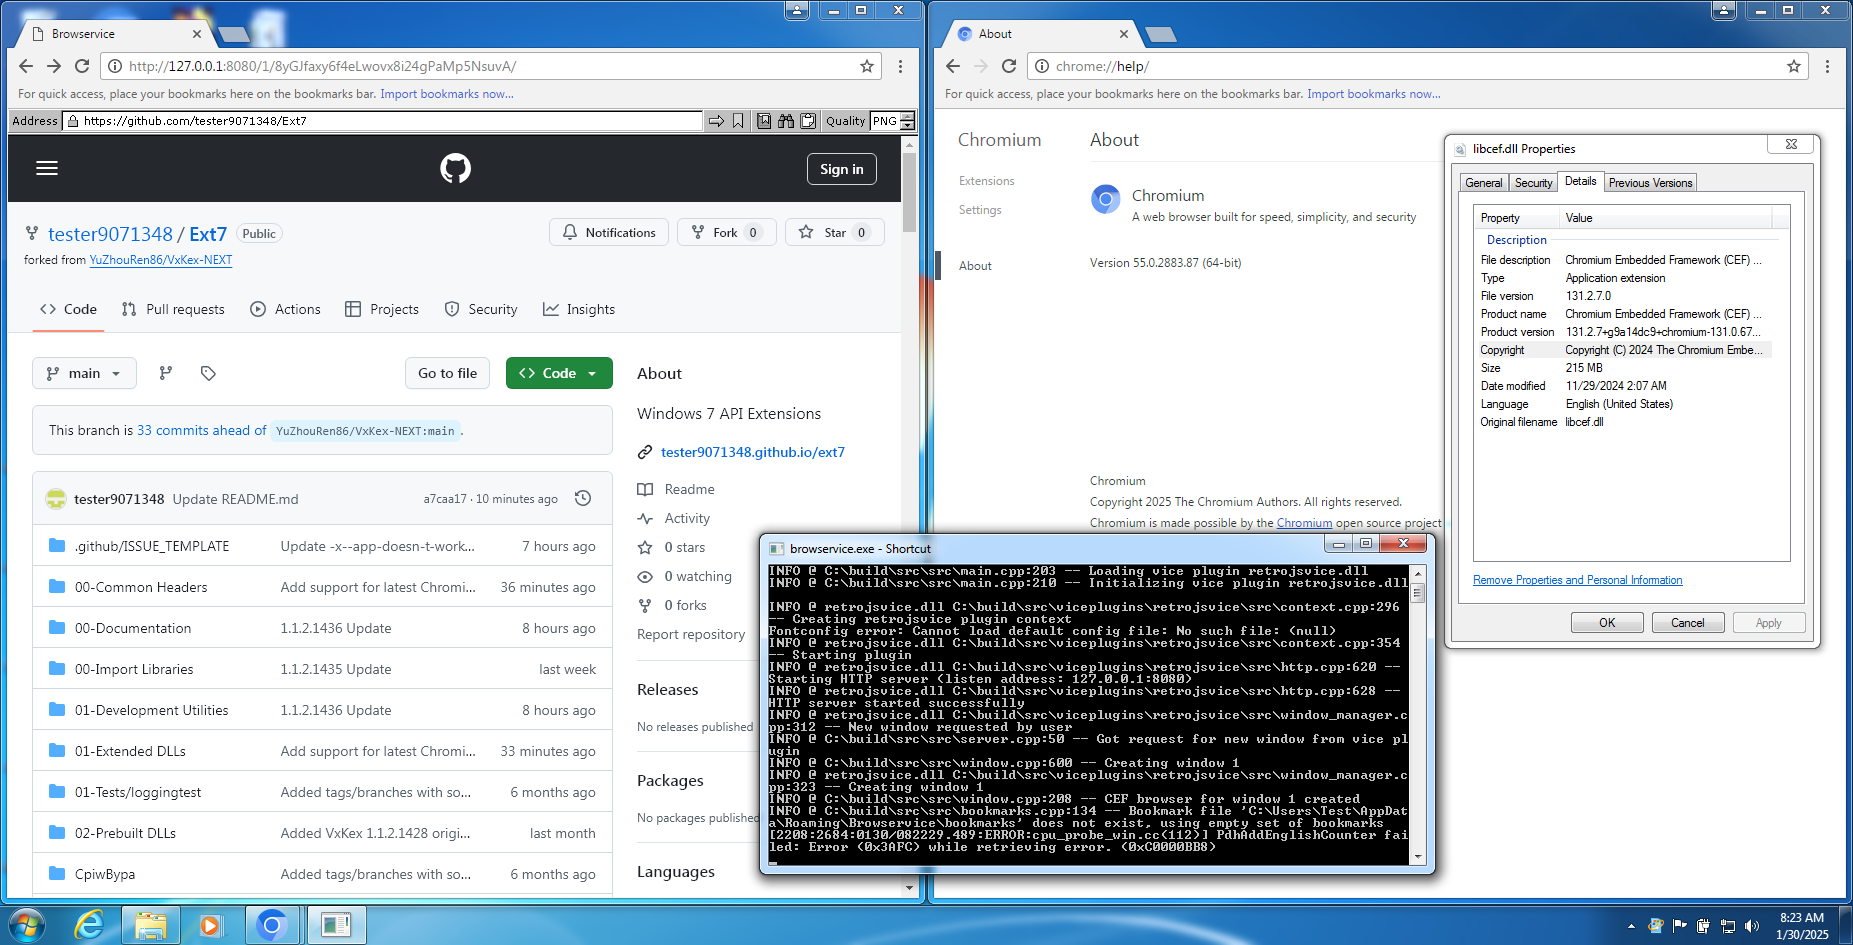 Browservice
http://127.0.0.1:8080/1/8yGJfaxy6f4eLwovx8i24gPaMp5NsuvA/
For quick access, place your bookmarks here on the bookmarks bar. Import bookmarks now...
Address https://github.com/tester9071348/Ext7 Quality PNG
Sign in
tester9071348 / Ext7 Public
Notifications Fork 0 Star 0
forked from YuZhouRen86/VxKex-NEXT
Code Pull requests Actions Projects Security Insights
main Go to file Code
This branch is 33 commits ahead of YuZhouRen86/VxKex-NEXT:main .
tester9071348 Update README.md a7caa17 · 10 minutes ago
.github/ISSUE_TEMPLATE Update -x--app-doesn-t-work... 7 hours ago
00-Common Headers Add support for latest Chromi... 36 minutes ago
00-Documentation 1.1.2.1436 Update 8 hours ago
00-Import Libraries 1.1.2.1435 Update last week
01-Development Utilities 1.1.2.1436 Update 8 hours ago
01-Extended DLLs Add support for latest Chromi... 33 minutes ago
01-Tests/loggingtest Added tags/branches with so... 6 months ago
02-Prebuilt DLLs Added VxKex 1.1.2.1428 origi... last month
CpiwBypa Added tags/branches with so... 6 months ago
About
Windows 7 API Extensions
tester9071348.github.io/ext7
Readme
Activity
0 stars
0 watching
0 forks
Report repository
Releases
No releases published
Packages
No packages published
Languages
About
chrome://help/
For quick access, place your bookmarks here on the bookmarks bar. Import bookmarks now...
Chromium
Extensions
Settings
About
About
Chromium
A web browser built for speed, simplicity, and security
Version 55.0.2883.87 (64-bit)
Chromium
Copyright 2025 The Chromium Authors. All rights reserved.
Chromium is made possible by the Chromium open source project
libcef.dll Properties
General Security Details Previous Versions
Property Value
Description
File description Chromium Embedded Framework (CEF) ...
Type Application extension
File version 131.2.7.0
Product name Chromium Embedded Framework (CEF) ...
Product version 131.2.7+g9a14dc9+chromium-131.0.67...
Copyright Copyright (C) 2024 The Chromium Embe...
Size 215 MB
Date modified 11/29/2024 2:07 AM
Language English (United States)
Original filename libcef.dll
Remove Properties and Personal Information
OK Cancel Apply
browservice.exe - Shortcut
INFO @ C:\build\src\src\main.cpp:203 -- Loading vice plugin retrojsvice.dll
INFO @ C:\build\src\src\main.cpp:210 -- Initializing vice plugin retrojsvice.dll
INFO @ retrojsvice.dll C:\build\src\viceplugins\retrojsvice\src\context.cpp:296
-- Creating retrojsvice plugin context
Fontconfig error: Cannot load default config file: No such file: (null)
INFO @ retrojsvice.dll C:\build\src\viceplugins\retrojsvice\src\context.cpp:354
-- Starting plugin
INFO @ retrojsvice.dll C:\build\src\viceplugins\retrojsvice\src\http.cpp:620 --
Starting HTTP server (listen address: 127.0.0.1:8080)
INFO @ retrojsvice.dll C:\build\src\viceplugins\retrojsvice\src\http.cpp:628 --
HTTP server started successfully
INFO @ retrojsvice.dll C:\build\src\viceplugins\retrojsvice\src\window_manager.c
pp:312 -- New window requested by user
INFO @ C:\build\src\src\server.cpp:50 -- Got request for new window from vice pl
ugin
INFO @ C:\build\src\src\window.cpp:600 -- Creating window 1
INFO @ retrojsvice.dll C:\build\src\viceplugins\retrojsvice\src\window_manager.c
pp:323 -- Creating window 1
INFO @ C:\build\src\src\window.cpp:208 -- CEF browser for window 1 created
INFO @ C:\build\src\src\bookmarks.cpp:134 -- Bookmark file 'C:\Users\Test\AppDat
a\Roaming\Browservice\bookmarks' does not exist, using empty set of bookmarks
[2208:2684:0130/082229.489:ERROR:cpu_probe_win.cc(112)] PdhAddEnglishCounter fai
led: Error (0x3AFC) while retrieving error. (0xC0000BB8)
8:23 AM
1/30/2025